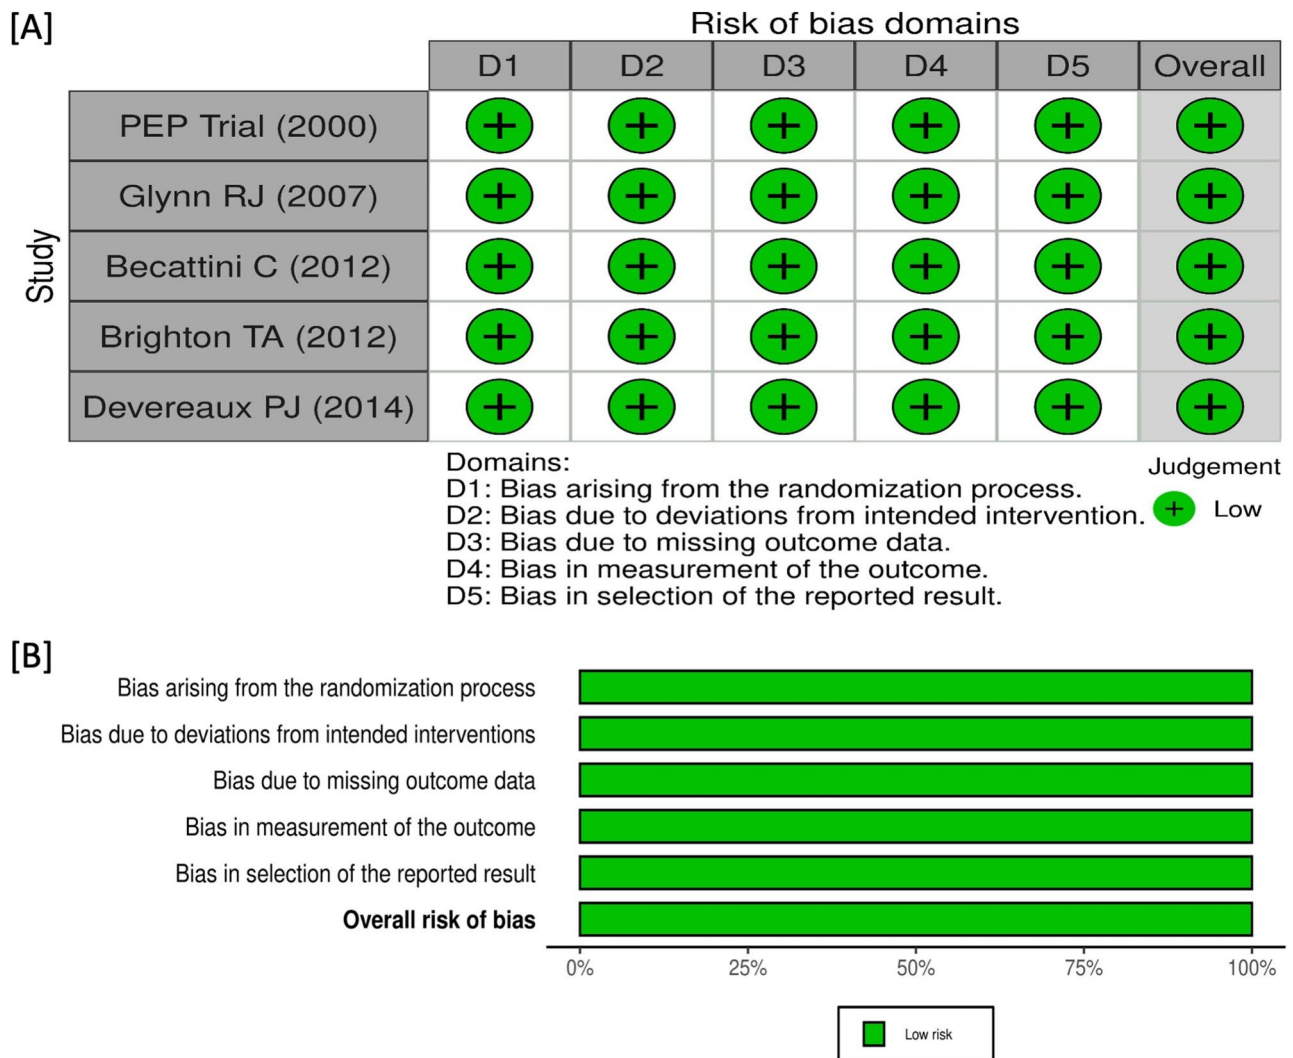 [A]
Risk of bias domains
D1 D2 D3 D4 D5 Overall
Study
PEP Trial (2000) + + + + + +
Glynn RJ (2007) + + + + + +
Becattini C (2012) + + + + + +
Brighton TA (2012) + + + + + +
Devereaux PJ (2014) + + + + + +
Domains:
D1: Bias arising from the randomization process.
D2: Bias due to deviations from intended intervention.
D3: Bias due to missing outcome data.
D4: Bias in measurement of the outcome.
D5: Bias in selection of the reported result.
Judgement
+ Low
[B]
Bias arising from the randomization process
Bias due to deviations from intended interventions
Bias due to missing outcome data
Bias in measurement of the outcome
Bias in selection of the reported result
Overall risk of bias
0% 25% 50% 75% 100%
Low risk